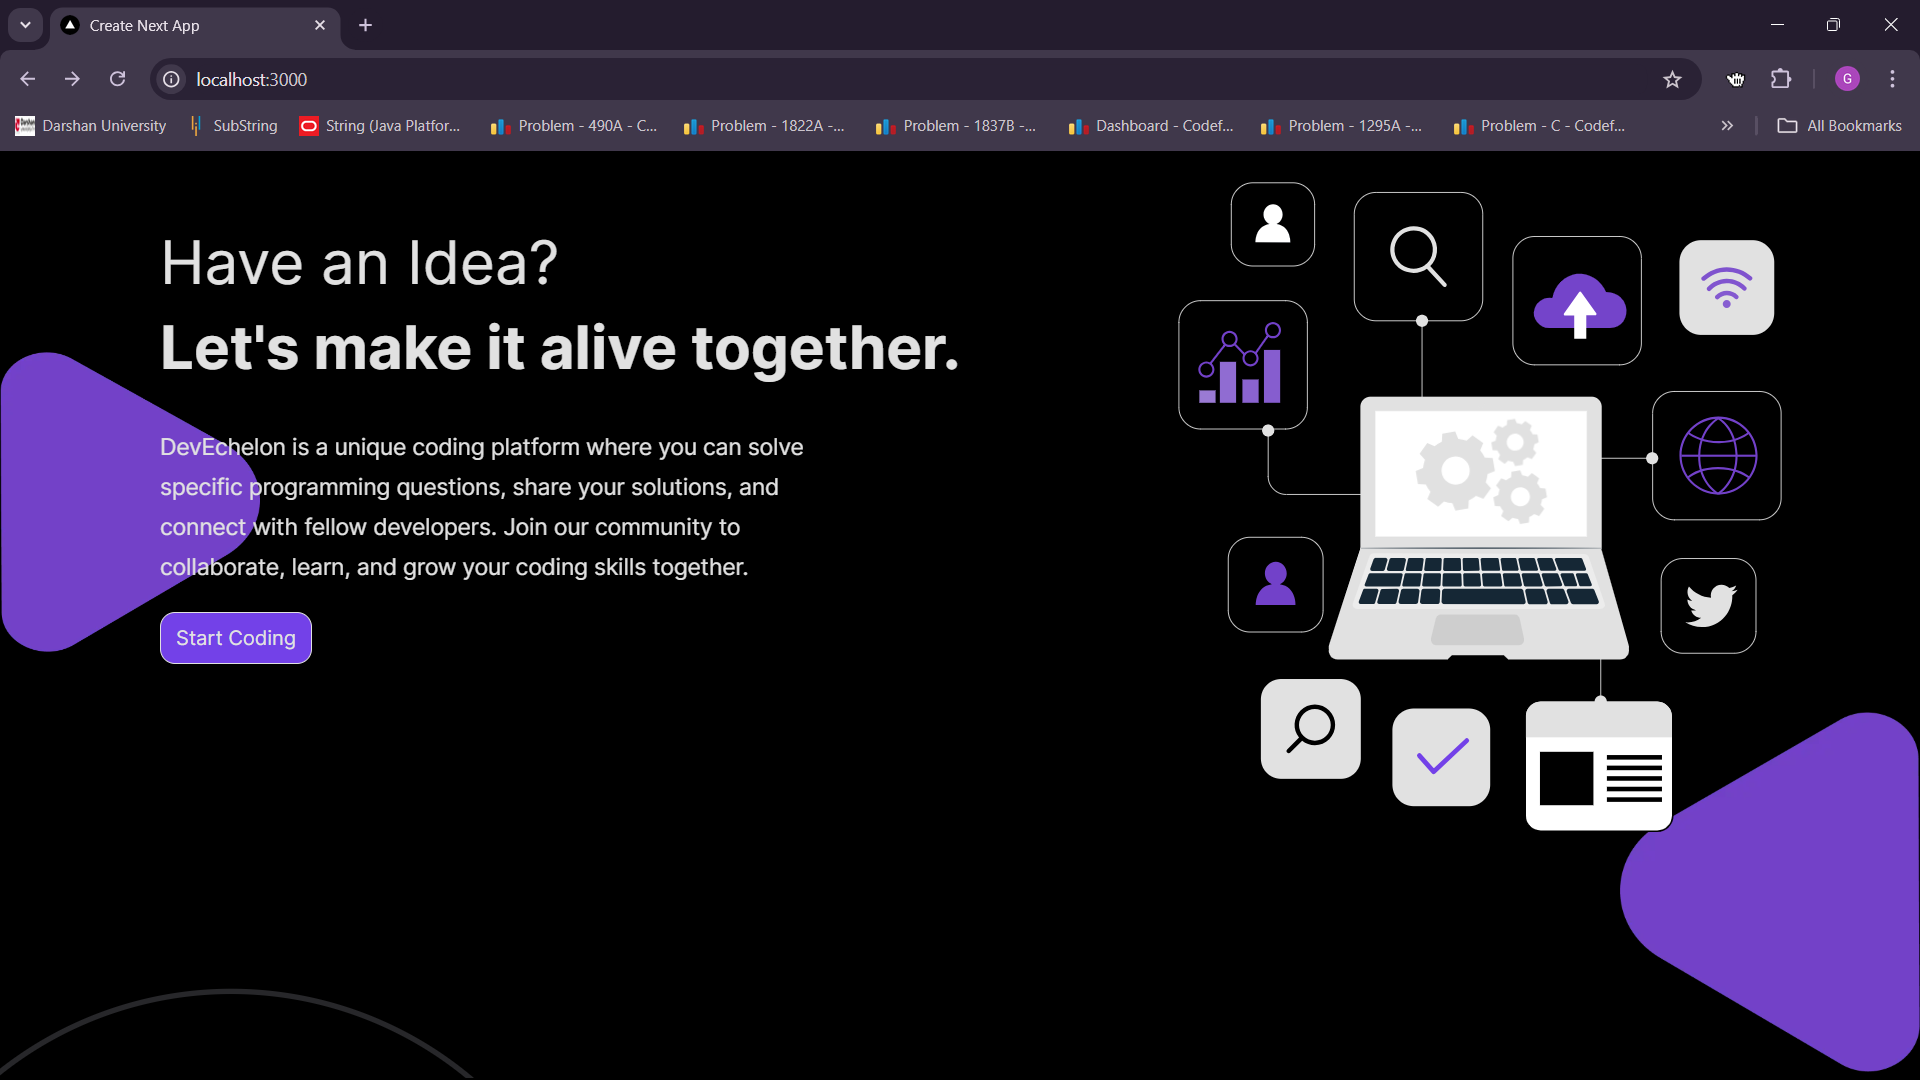 Create Next App
localhost:3000
G
Darshan University
SubString
String (Java Platfor...
Problem - 490A - C...
Problem - 1822A -...
Problem - 1837B -...
Dashboard - Codef...
Problem - 1295A -...
Problem - C - Codef...
All Bookmarks
Have an Idea?
Let's make it alive together.
DevEchelon is a unique coding platform where you can solve
specific programming questions, share your solutions, and
connect with fellow developers. Join our community to
collaborate, learn, and grow your coding skills together.
Start Coding